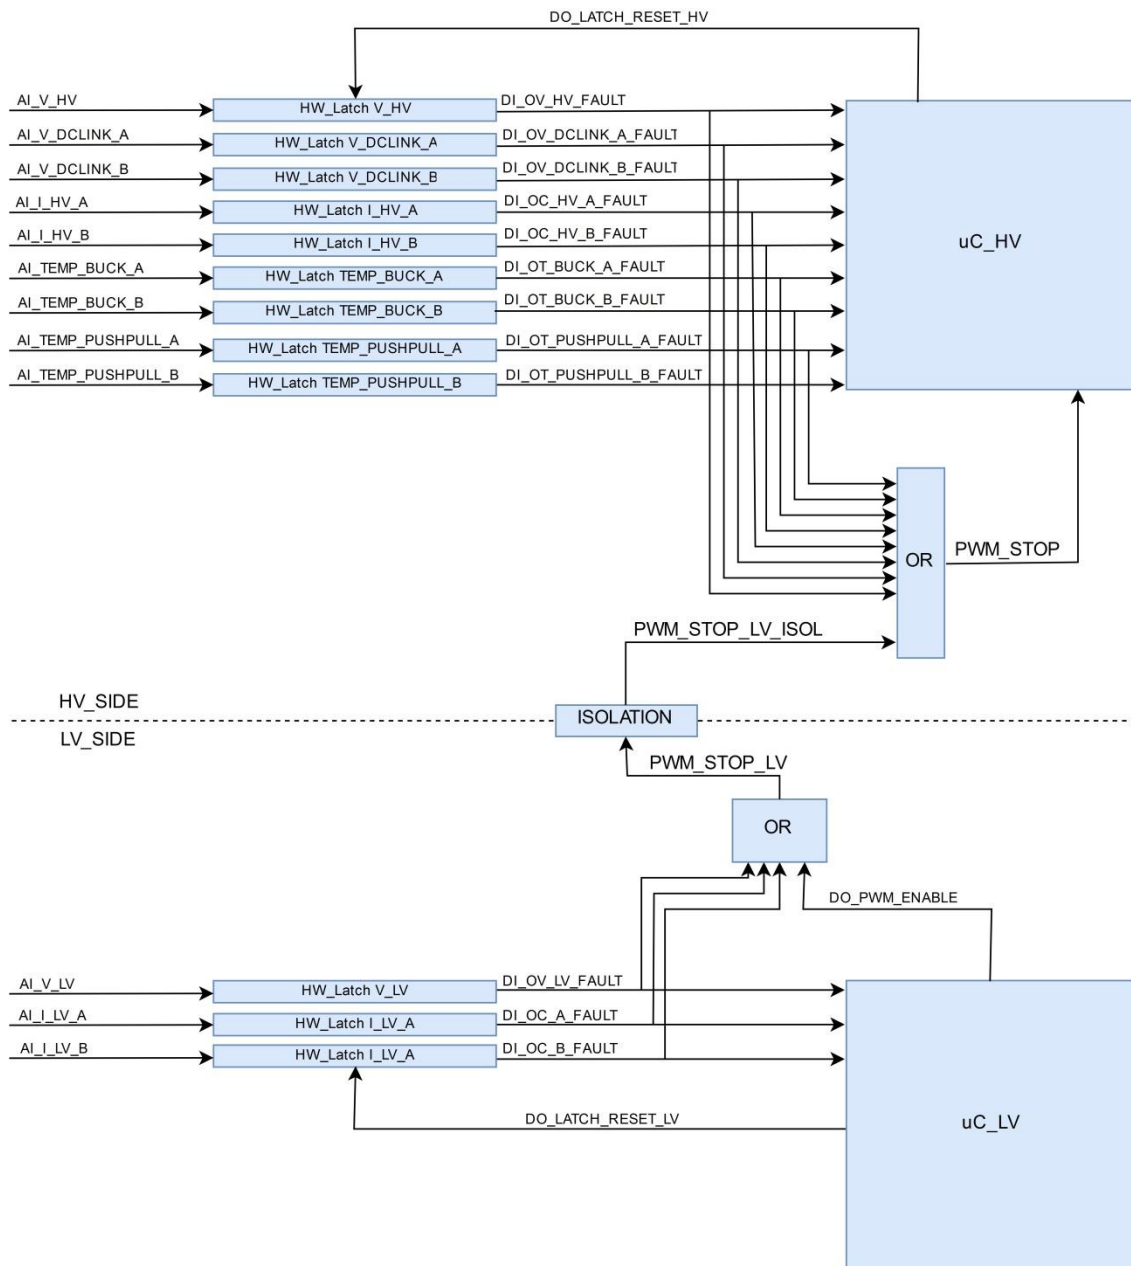 DO_LATCH_RESET_HV
AI_V_HV
HW_Latch V_HV
DI_OV_HV_FAULT
AI_V_DCLINK_A
HW_Latch V_DCLINK_A
DI_OV_DCLINK_A_FAULT
AI_V_DCLINK_B
HW_Latch V_DCLINK_B
DI_OV_DCLINK_B_FAULT
AI_I_HV_A
HW_Latch I_HV_A
DI_OC_HV_A_FAULT
AI_I_HV_B
HW_Latch I_HV_B
DI_OC_HV_B_FAULT
uC_HV
AI_TEMP_BUCK_A
HW_Latch TEMP_BUCK_A
DI_OT_BUCK_A_FAULT
AI_TEMP_BUCK_B
HW_Latch TEMP_BUCK_B
DI_OT_BUCK_B_FAULT
AI_TEMP_PUSHPULL_A
HW_Latch TEMP_PUSHPULL_A
DI_OT_PUSHPULL_A_FAULT
AI_TEMP_PUSHPULL_B
HW_Latch TEMP_PUSHPULL_B
DI_OT_PUSHPULL_B_FAULT
OR
PWM_STOP
PWM_STOP_LV_ISOL
HV_SIDE
ISOLATION
LV_SIDE
PWM_STOP_LV
OR
DO_PWM_ENABLE
AI_V_LV
HW_Latch V_LV
DI_OV_LV_FAULT
AI_I_LV_A
HW_Latch I_LV_A
DI_OC_A_FAULT
AI_I_LV_B
HW_Latch I_LV_A
DI_OC_B_FAULT
DO_LATCH_RESET_LV
uC_LV